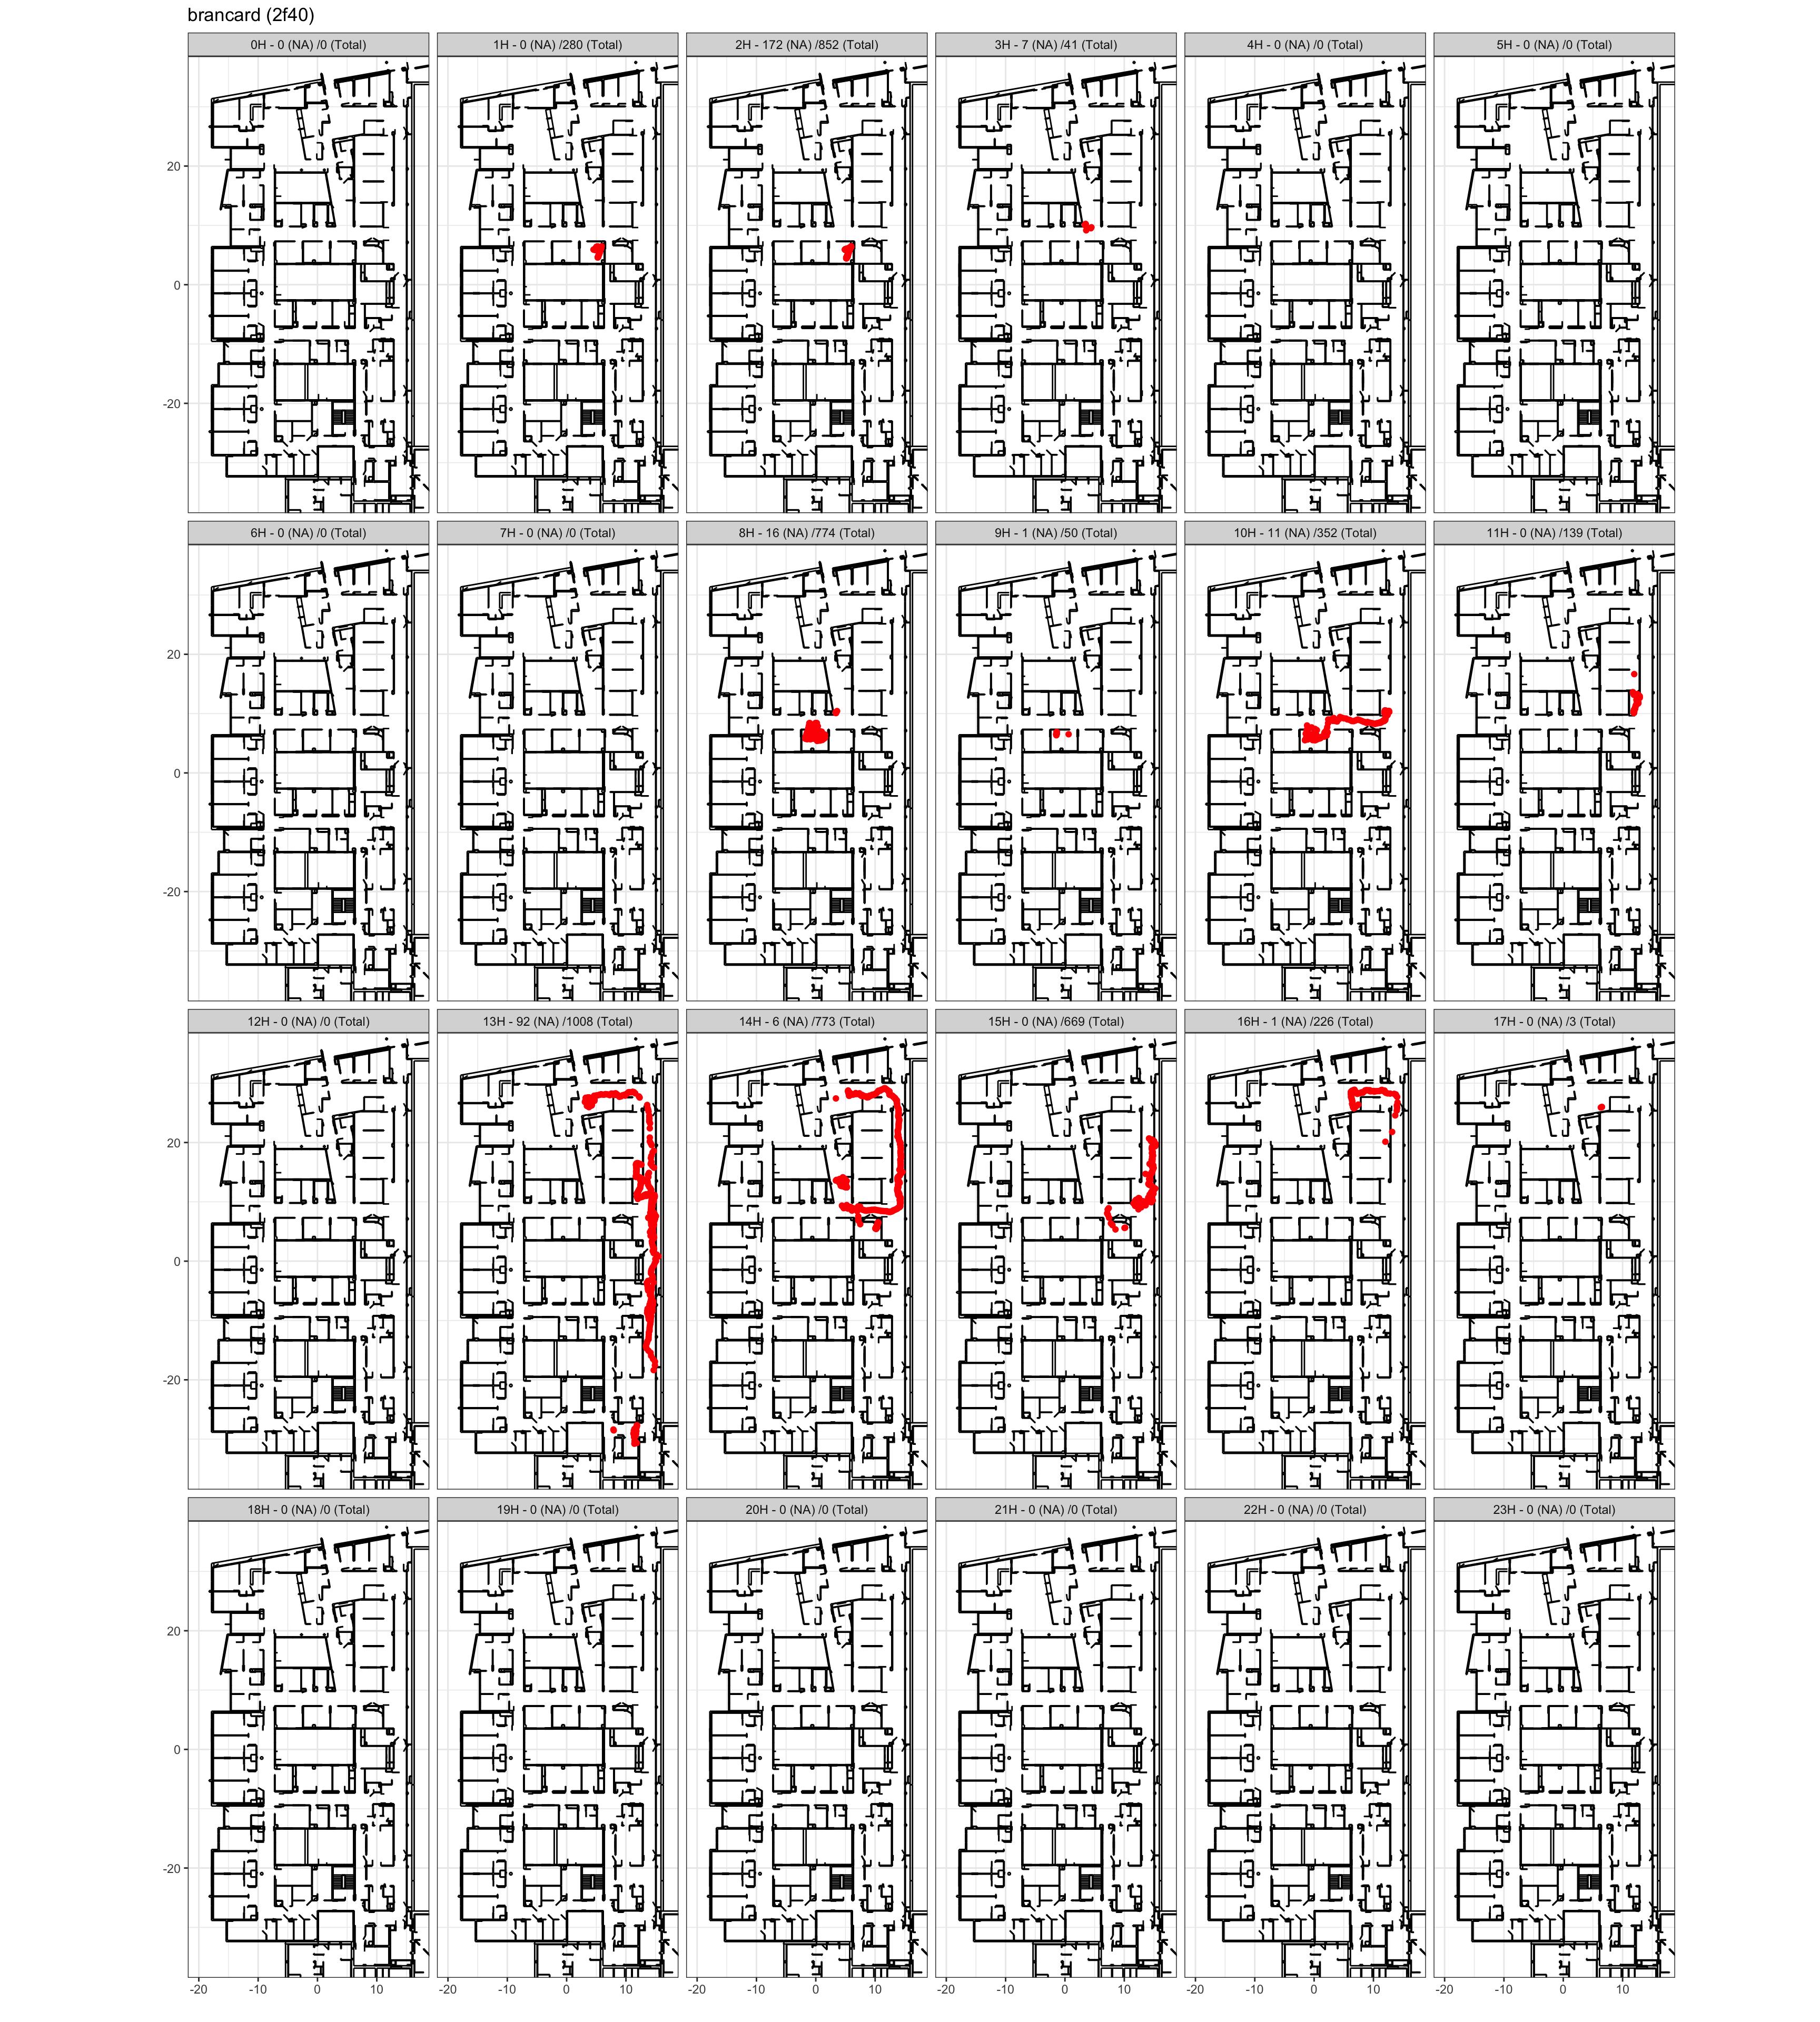 brancard (2f40)
0H - 0 (NA) /0 (Total)
1H - 0 (NA) /280 (Total)
2H - 172 (NA) /852 (Total)
3H - 7 (NA) /41 (Total)
4H - 0 (NA) /0 (Total)
5H - 0 (NA) /0 (Total)
20
0
-20
6H - 0 (NA) /0 (Total)
7H - 0 (NA) /0 (Total)
8H - 16 (NA) /774 (Total)
9H - 1 (NA) /50 (Total)
10H - 11 (NA) /352 (Total)
11H - 0 (NA) /139 (Total)
20
0
-20
12H - 0 (NA) /0 (Total)
13H - 92 (NA) /1008 (Total)
14H - 6 (NA) /773 (Total)
15H - 0 (NA) /669 (Total)
16H - 1 (NA) /226 (Total)
17H - 0 (NA) /3 (Total)
20
0
-20
18H - 0 (NA) /0 (Total)
19H - 0 (NA) /0 (Total)
20H - 0 (NA) /0 (Total)
21H - 0 (NA) /0 (Total)
22H - 0 (NA) /0 (Total)
23H - 0 (NA) /0 (Total)
20
0
-20
-20 -10 0 10
-20 -10 0 10
-20 -10 0 10
-20 -10 0 10
-20 -10 0 10
-20 -10 0 10